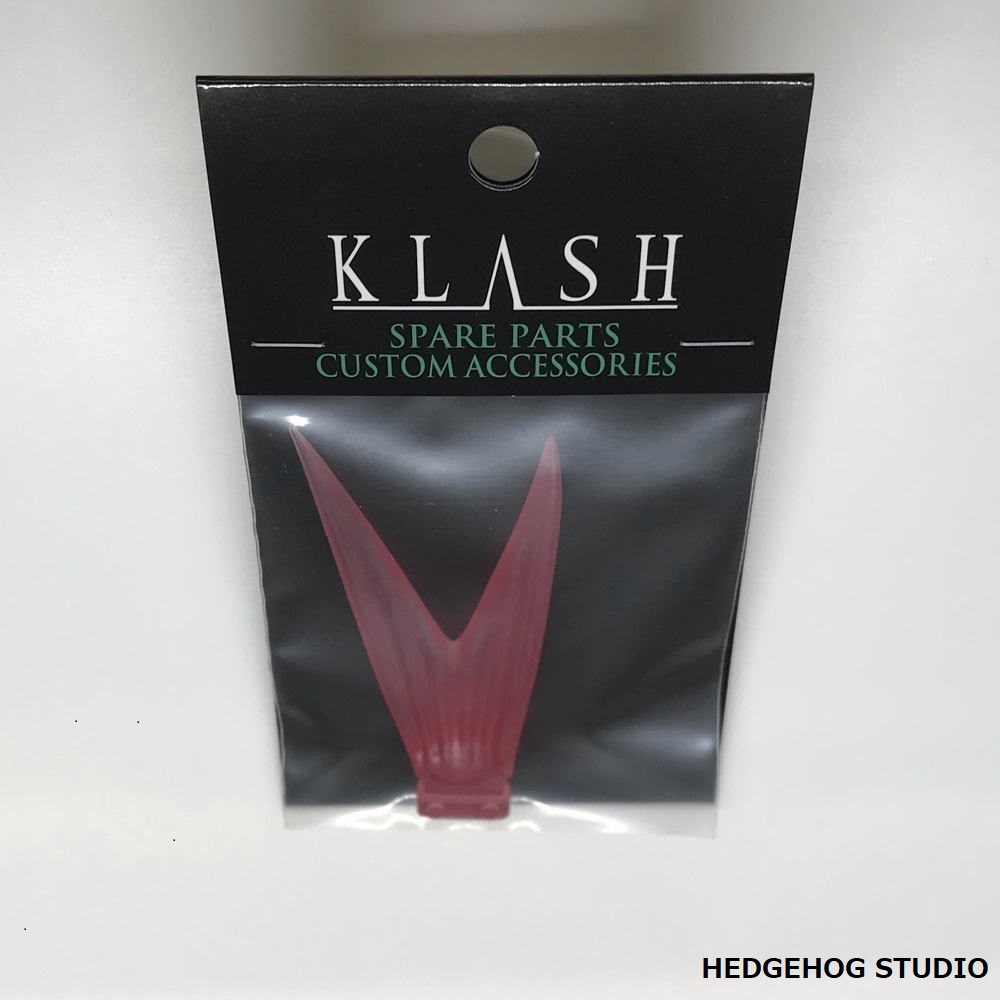 KLASH
SPARE PARTS
CUSTOM ACCESSORIES
HEDGEHOG STUDIO